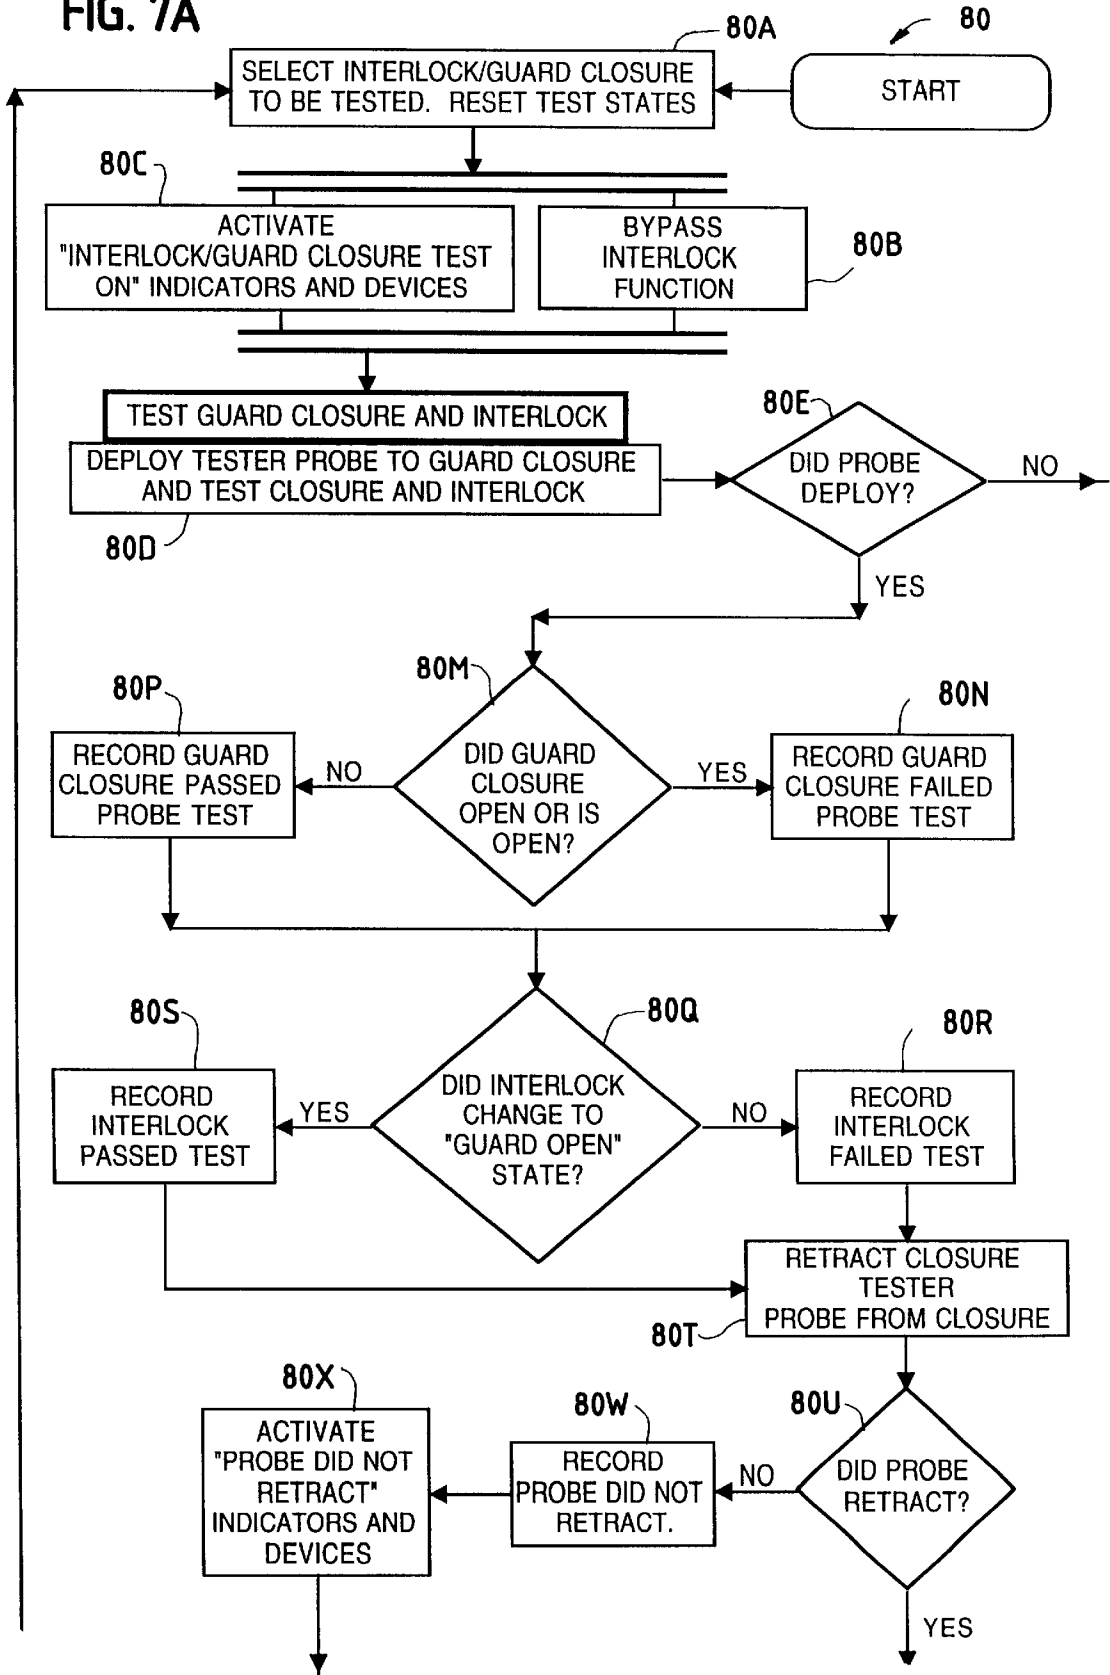 FIG. 7A
80
80A
SELECT INTERLOCK/GUARD CLOSURE
TO BE TESTED. RESET TEST STATES
START
80C
ACTIVATE
"INTERLOCK/GUARD CLOSURE TEST
ON" INDICATORS AND DEVICES
BYPASS
INTERLOCK
FUNCTION
80B
TEST GUARD CLOSURE AND INTERLOCK
DEPLOY TESTER PROBE TO GUARD CLOSURE
AND TEST CLOSURE AND INTERLOCK
80D
80E
DID PROBE
DEPLOY?
NO
YES
80M
80P
80N
RECORD GUARD
CLOSURE PASSED
PROBE TEST
NO
DID GUARD
CLOSURE
OPEN OR IS
OPEN?
YES
RECORD GUARD
CLOSURE FAILED
PROBE TEST
80S
80Q
80R
RECORD
INTERLOCK
PASSED TEST
YES
DID INTERLOCK
CHANGE TO
"GUARD OPEN"
STATE?
NO
RECORD
INTERLOCK
FAILED TEST
RETRACT CLOSURE
TESTER
PROBE FROM CLOSURE
80T
80X
80W
80U
ACTIVATE
"PROBE DID NOT
RETRACT"
INDICATORS AND
DEVICES
RECORD
PROBE DID NOT
RETRACT.
NO
DID PROBE
RETRACT?
YES